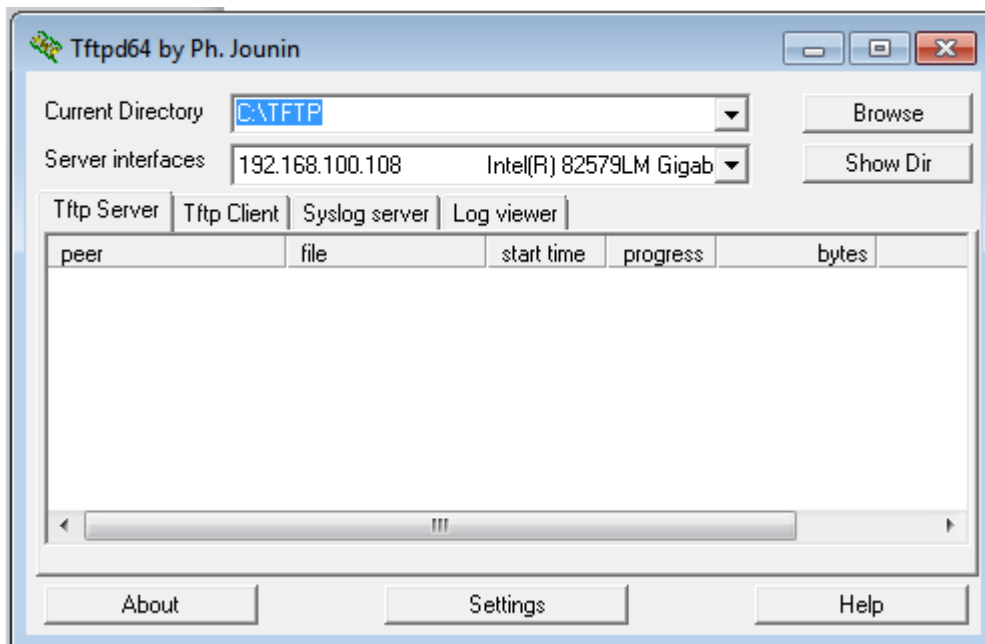 Tftpd64 by Ph. Jounin
Current Directory C:\TFTP Browse
Server interfaces 192.168.100.108 Intel(R) 82579LM Gigab Show Dir
Tftp Server Tftp Client Syslog server Log viewer
peer file start time progress bytes
About Settings Help